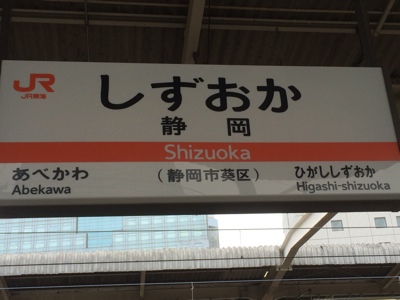 JR
JR東海
しずおか
静岡
Shizuoka
あべかわ
Abekawa
(静岡市葵区)
ひがししずおか
Higashi-shizuoka